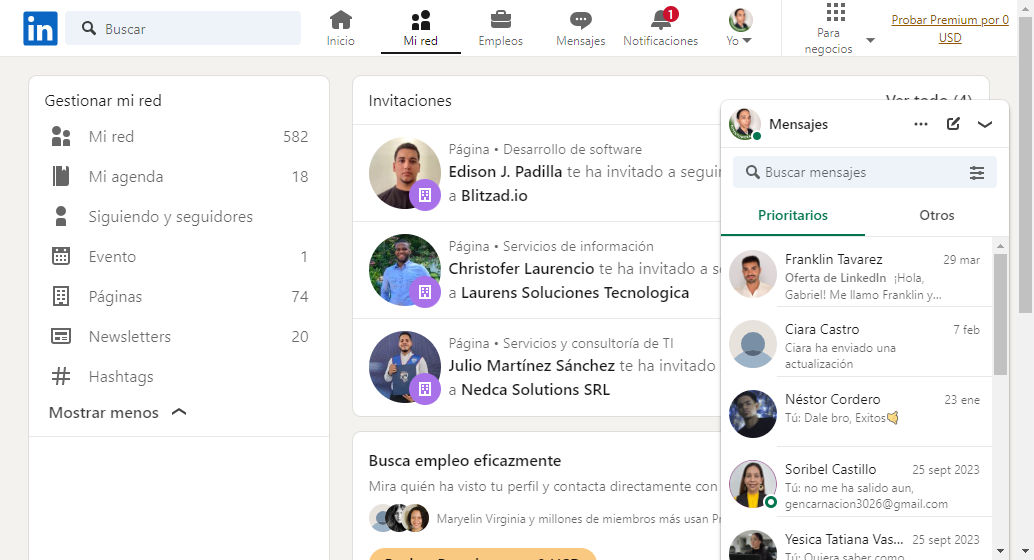 in
Buscar
Inicio
Mi red
Empleos
Mensajes
1
Notificaciones
Yo
Para
negocios
Probar Premium por 0
USD
Gestionar mi red
Mi red 582
Mi agenda 18
Siguiendo y seguidores
Evento 1
Páginas 74
Newsletters 20
Hashtags
Mostrar menos
Invitaciones
Ver todo (4)
Página • Desarrollo de software
Edison J. Padilla te ha invitado a seguir
a Blitzad.io
Página • Servicios de información
Christofer Laurencio te ha invitado a se
a Laurens Soluciones Tecnologica
Página • Servicios y consultoría de TI
Julio Martínez Sánchez te ha invitado
a Nedca Solutions SRL
Busca empleo eficazmente
Mira quién ha visto tu perfil y contacta directamente con
Maryelin Virginia y millones de miembros más usan Pr
Mensajes
Buscar mensajes
Prioritarios
Otros
Franklin Tavarez 29 mar
Oferta de LinkedIn ¡Hola,
Gabriel! Me llamo Franklin y...
Ciara Castro 7 feb
Ciara ha enviado una
actualización
Néstor Cordero 23 ene
Tú: Dale bro, Exitos
Soribel Castillo 25 sept 2023
Tú: no me ha salido aun,
gencarnacion3026@gmail.com
Yesica Tatiana Vas... 25 sept 2023
Tú: Quiera saber como